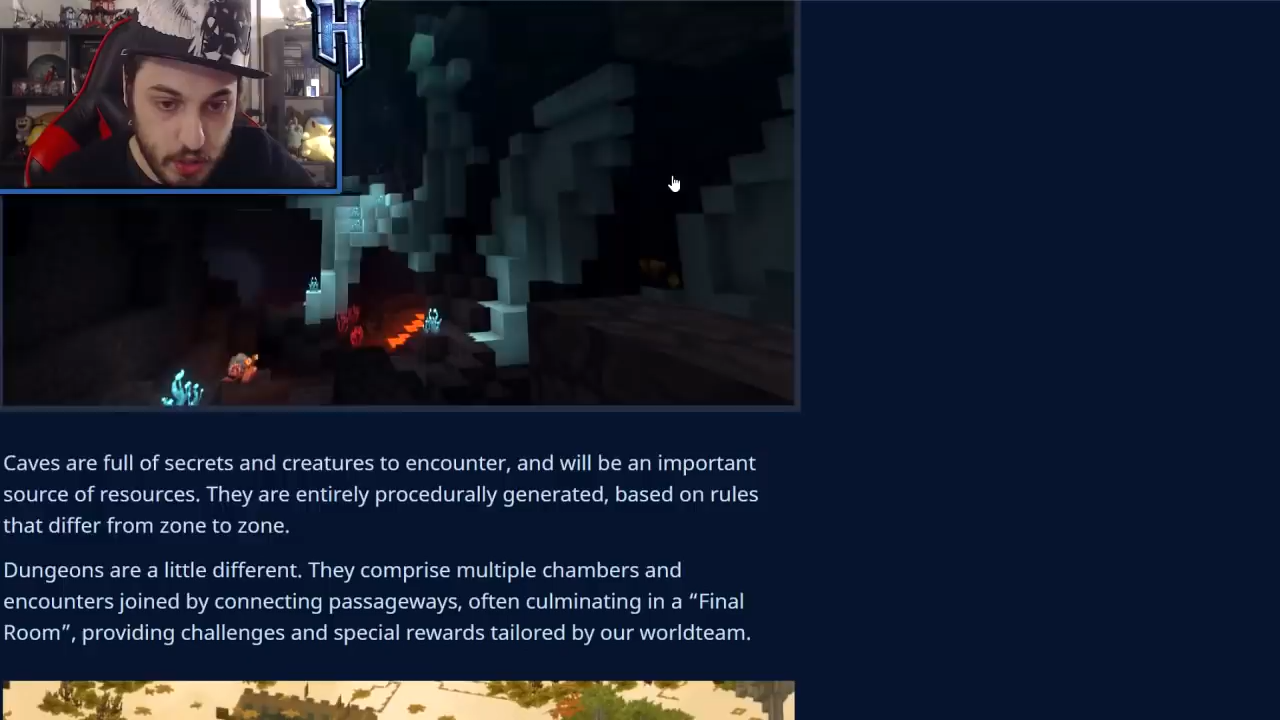 H
Caves are full of secrets and creatures to encounter, and will be an important
source of resources. They are entirely procedurally generated, based on rules
that differ from zone to zone.
Dungeons are a little different. They comprise multiple chambers and
encounters joined by connecting passageways, often culminating in a “Final
Room”, providing challenges and special rewards tailored by our worldteam.